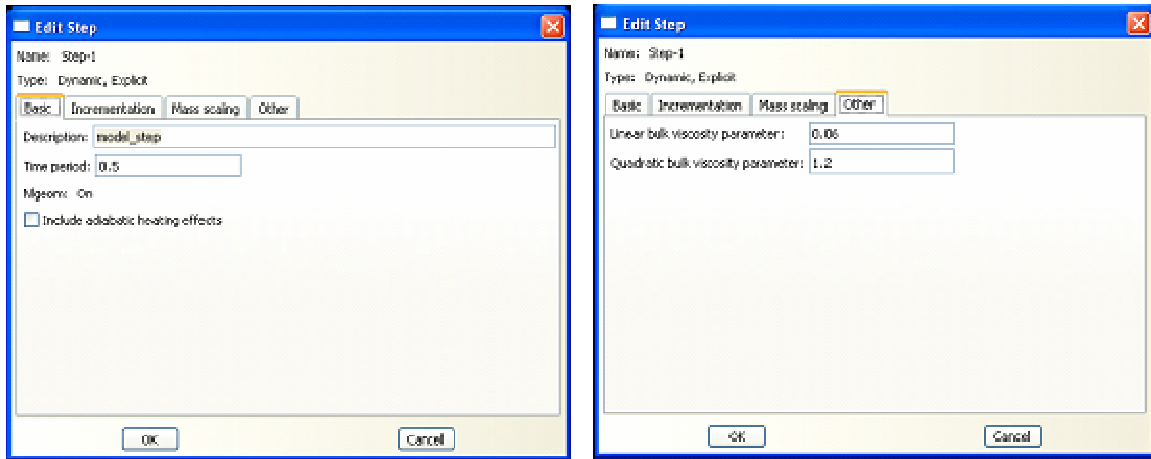 Edit Step
Name: Step-1
Type: Dynamic, Explicit
Basic Incrementation Mass scaling Other
Description: model_step
Time period: 0.5
Nlgeom: On
Include adiabatic heating effects
OK Cancel
Edit Step
Name: Step-1
Type: Dynamic, Explicit
Basic Incrementation Mass scaling Other
Linear bulk viscosity parameter: 0.06
Quadratic bulk viscosity parameter: 1.2
OK Cancel